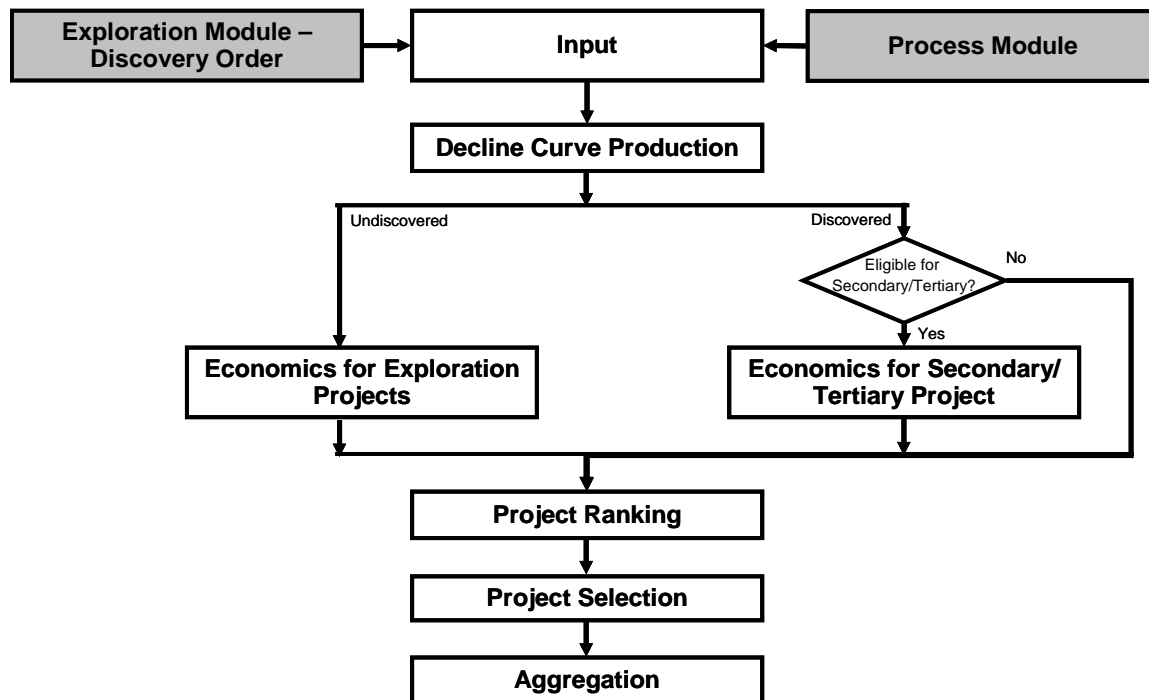 Exploration Module –
Discovery Order
Input
Process Module
Decline Curve Production
Undiscovered
Discovered
Eligible for
Secondary/Tertiary?
No
Yes
Economics for Exploration
Projects
Economics for Secondary/
Tertiary Project
Project Ranking
Project Selection
Aggregation